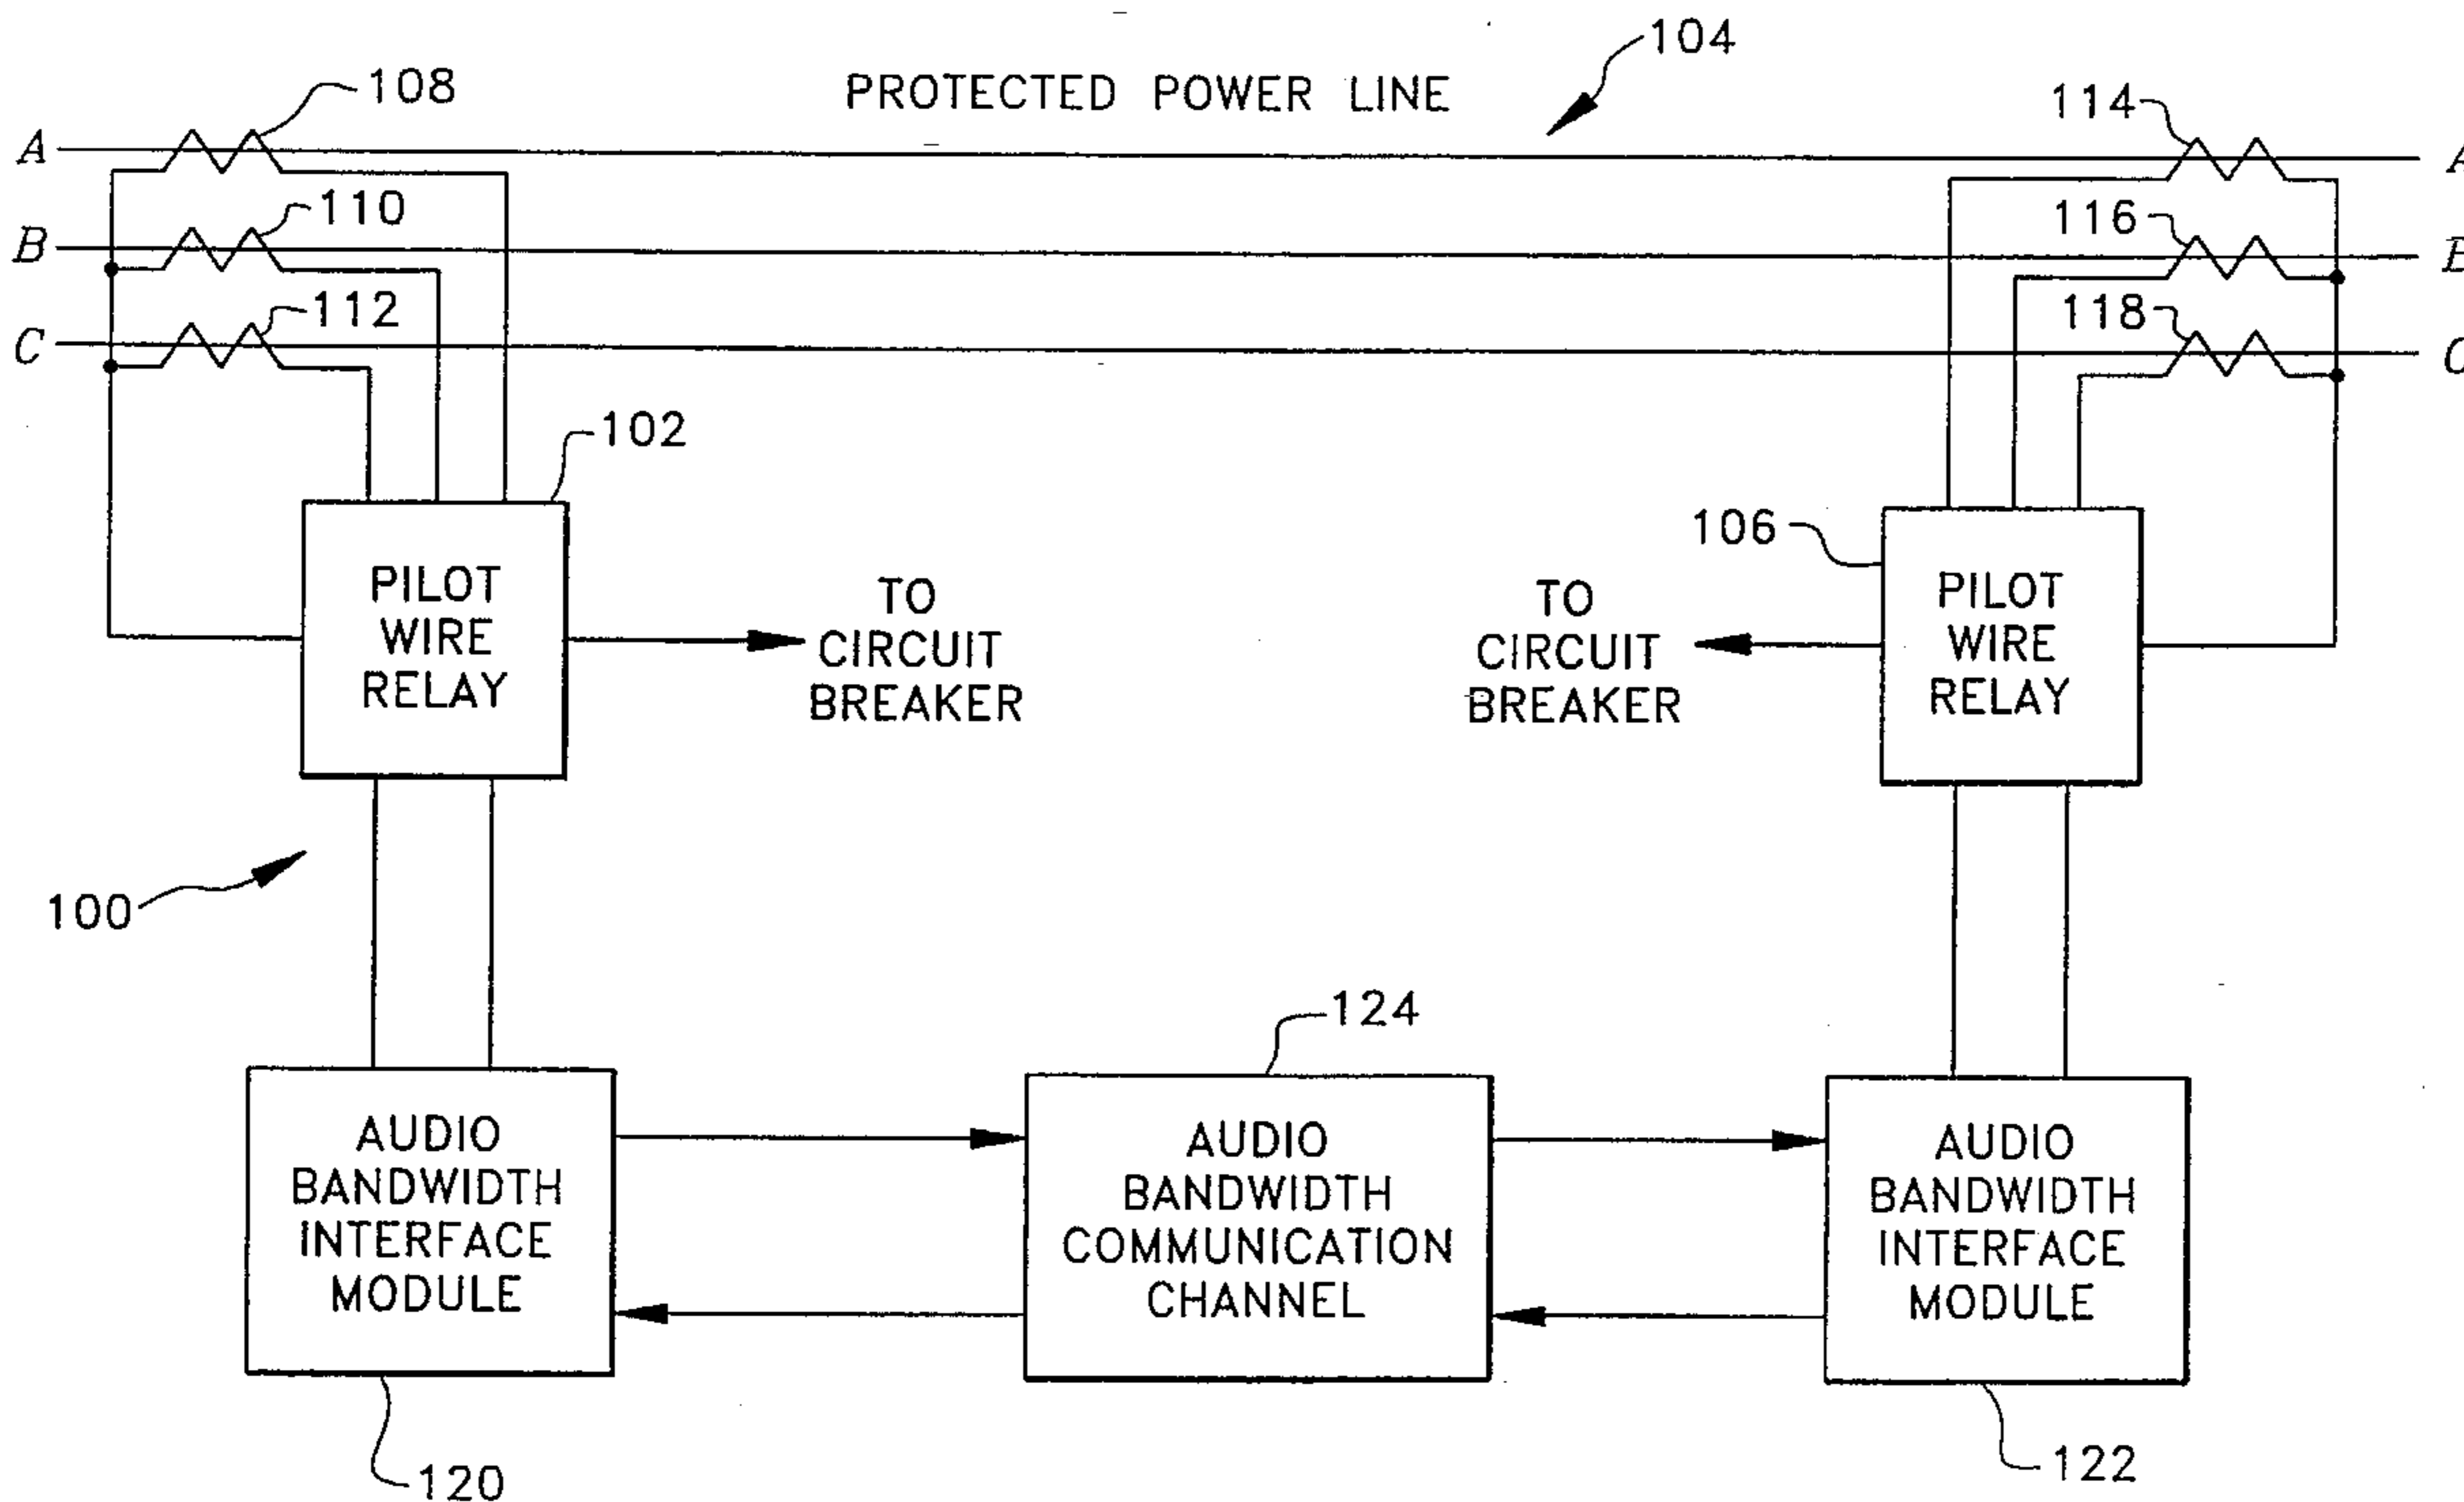 104
PROTECTED POWER LINE
108
114
A
A
110
116
B
B
112
118
C
C
102
106
PILOT
WIRE
RELAY
TO
CIRCUIT
BREAKER
TO
CIRCUIT
BREAKER
PILOT
WIRE
RELAY
100
124
AUDIO
BANDWIDTH
INTERFACE
MODULE
AUDIO
BANDWIDTH
COMMUNICATION
CHANNEL
AUDIO
BANDWIDTH
INTERFACE
MODULE
120
122